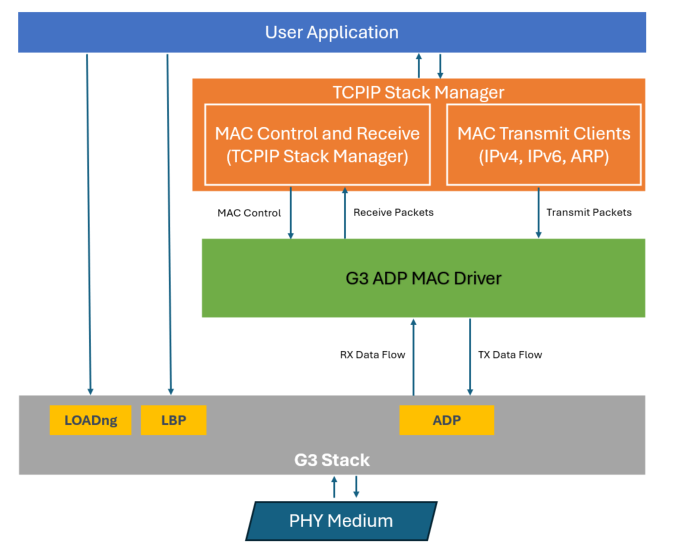 User Application
TCPIP Stack Manager
MAC Control and Receive
(TCPIP Stack Manager)
MAC Transmit Clients
(IPv4, IPv6, ARP)
MAC Control
Receive Packets
Transmit Packets
G3 ADP MAC Driver
RX Data Flow
TX Data Flow
LOADng
LBP
ADP
G3 Stack
PHY Medium